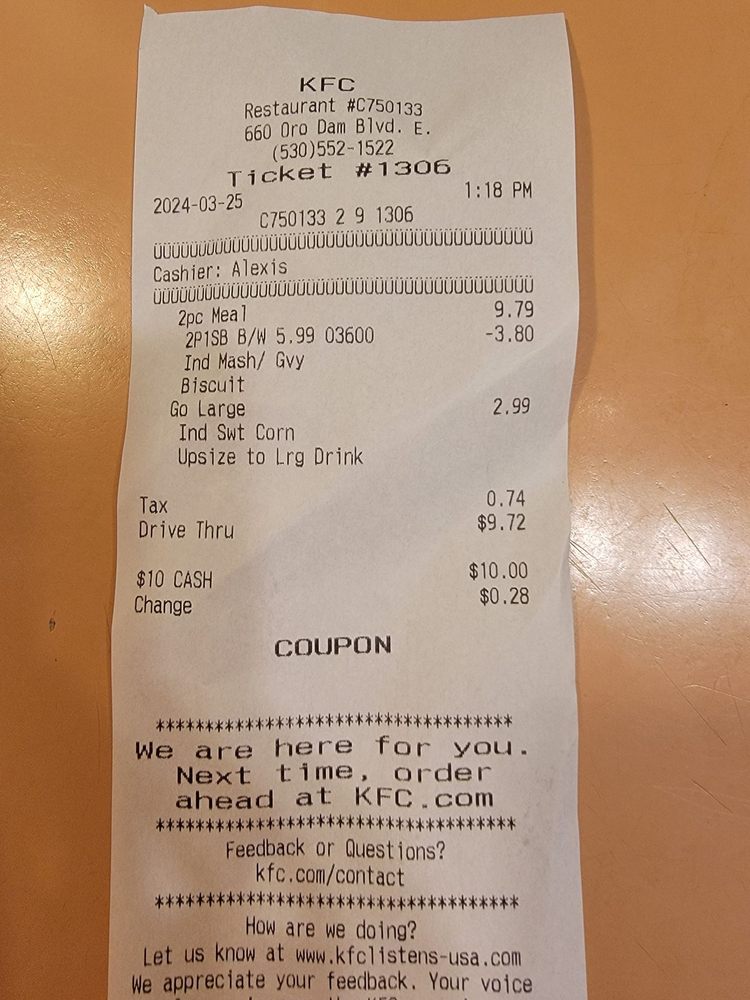 KFC
Restaurant #C750133
660 Oro Dam Blvd. E.
(530)552-1522
Ticket #1306
2024-03-25 1:18 PM
C750133 2 9 1306
ÜÜÜÜÜÜÜÜÜÜÜÜÜÜÜÜÜÜÜÜÜÜÜÜÜÜÜÜÜÜÜÜÜÜÜÜÜÜÜÜ
Cashier: Alexis
ÜÜÜÜÜÜÜÜÜÜÜÜÜÜÜÜÜÜÜÜÜÜÜÜÜÜÜÜÜÜÜÜÜÜÜÜÜÜÜÜ
2pc Meal 9.79
2P1SB B/W 5.99 03600 -3.80
Ind Mash/ Gvy
Biscuit
Go Large 2.99
Ind Swt Corn
Upsize to Lrg Drink
Tax 0.74
Drive Thru $9.72
$10 CASH $10.00
Change $0.28
COUPON
************************************
We are here for you.
Next time, order
ahead at KFC.com
************************************
Feedback or Questions?
kfc.com/contact
************************************
How are we doing?
Let us know at www.kfclistens-usa.com
We appreciate your feedback. Your voice